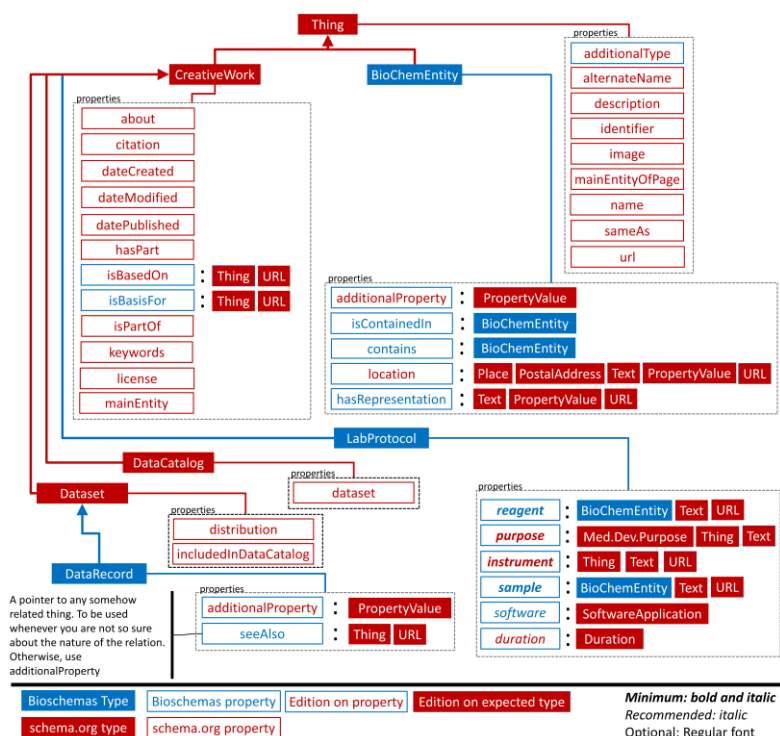 Thing
properties
additionalType
alternateName
description
identifier
image
mainEntityOfPage
name
sameAs
url
CreativeWork
BioChemEntity
properties
about
citation
dateCreated
dateModified
datePublished
hasPart
isBasedOn : Thing URL
isBasisFor : Thing URL
isPartOf
keywords
license
mainEntity
properties
additionalProperty : PropertyValue
isContainedIn : BioChemEntity
contains : BioChemEntity
location : Place PostalAddress Text PropertyValue URL
hasRepresentation : Text PropertyValue URL
LabProtocol
DataCatalog
properties
dataset
Dataset
properties
distribution
includedInDataCatalog
properties
reagent : BioChemEntity Text URL
purpose : Med.Dev.Purpose Thing Text
instrument : Thing Text URL
sample : BioChemEntity Text URL
software : SoftwareApplication
duration : Duration
DataRecord
properties
additionalProperty : PropertyValue
seeAlso : Thing URL
A pointer to any somehow
related thing. To be used
whenever you are not so sure
about the nature of the relation.
Otherwise, use
additionalProperty
Bioschemas Type Bioschemas property Edition on property Edition on expected type
schema.org type schema.org property
Minimum: bold and italic
Recommended: italic
Optional: Regular font